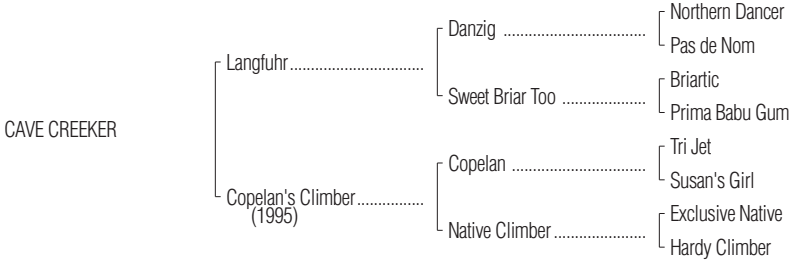 Northern Dancer
Danzig ..................................
Pas de Nom
Langfuhr................................
Briartic
Sweet Briar Too ....................
Prima Babu Gum
CAVE CREEKER
Tri Jet
Copelan ................................
Susan's Girl
Copelan's Climber................
(1995)
Exclusive Native
Native Climber......................
Hardy Climber